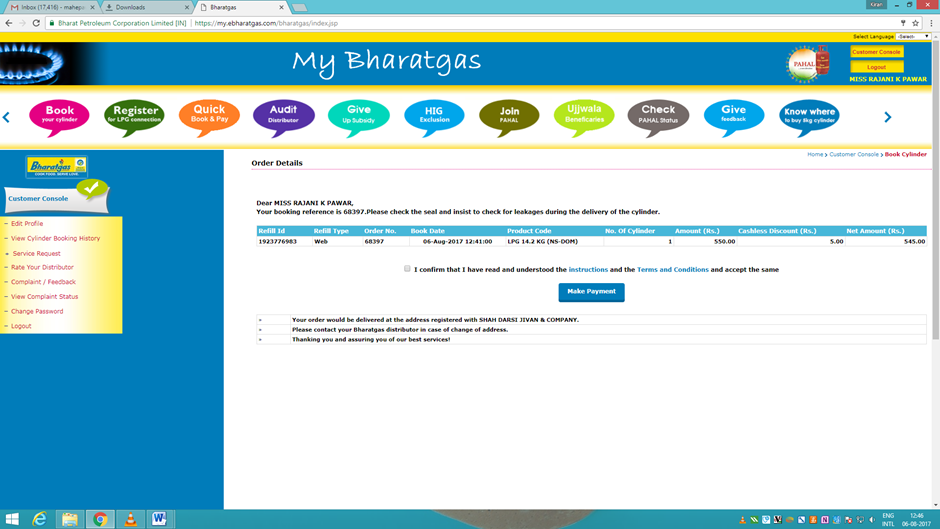 Inbox (17,416) - mahepa
Downloads
Bharatgas
Kiran
Bharat Petroleum Corporation Limited [IN] https://my.ebharatgas.com/bharatgas/index.jsp
Select Language -Select-
My Bharatgas
PAHAL
Customer Console
Logout
MISS RAJANI K PAWAR
Book your cylinder
Register for LPG connection
Quick Book & Pay
Audit Distributor
Give Up Subsidy
HIG Exclusion
Join PAHAL
Ujjwala Beneficiaries
Check PAHAL Status
Give feedback
Know where to buy 5kg cylinder
Home > Customer Console > Book Cylinder
Bharatgas
COOK FOOD. SERVE LOVE
Customer Console
Edit Profile
View Cylinder Booking History
Service Request
Rate Your Distributor
Complaint / Feedback
View Complaint Status
Change Password
Logout
Order Details
Dear MISS RAJANI K PAWAR,
Your booking reference is 68397.Please check the seal and insist to check for leakages during the delivery of the cylinder.
Refill Id Refill Type Order No. Book Date Product Code No. Of Cylinder Amount (Rs.) Cashless Discount (Rs.) Net Amount (Rs.)
1923776983 Web 68397 06-Aug-2017 12:41:00 LPG 14.2 KG (NS-DOM) 1 550.00 5.00 545.00
I confirm that I have read and understood the instructions and the Terms and Conditions and accept the same
Make Payment
» Your order would be delivered at the address registered with SHAH DARSI JIVAN & COMPANY.
» Please contact your Bharatgas distributor in case of change of address.
» Thanking you and assuring you of our best services!
ENG 12:46
INTL 06-08-2017